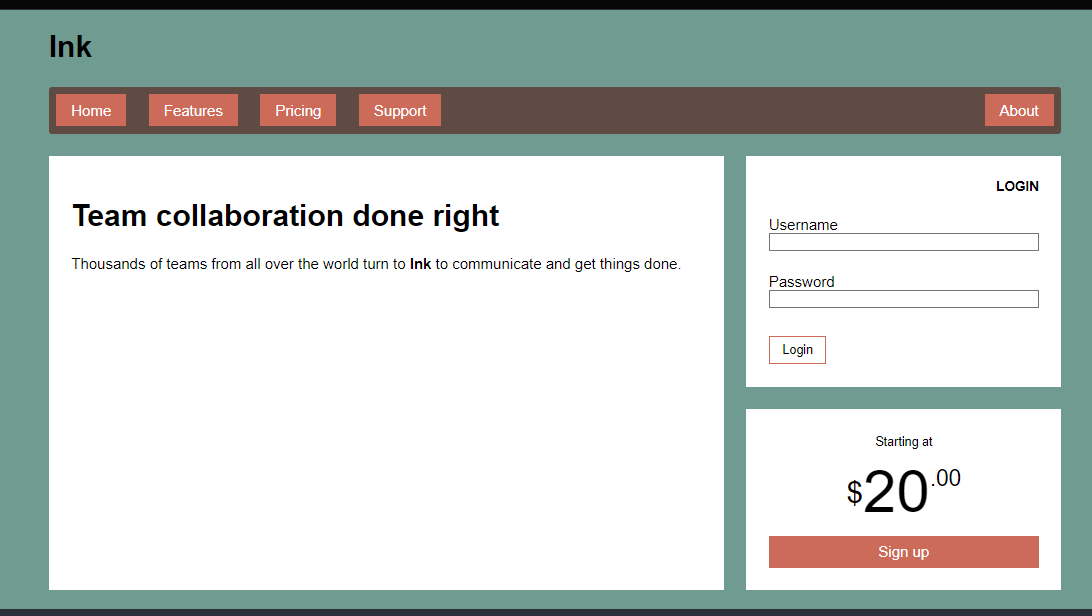 Ink
Home Features Pricing Support About
Team collaboration done right
Thousands of teams from all over the world turn to Ink to communicate and get things done.
LOGIN
Username
Password
Login
Starting at
$20.00
Sign up